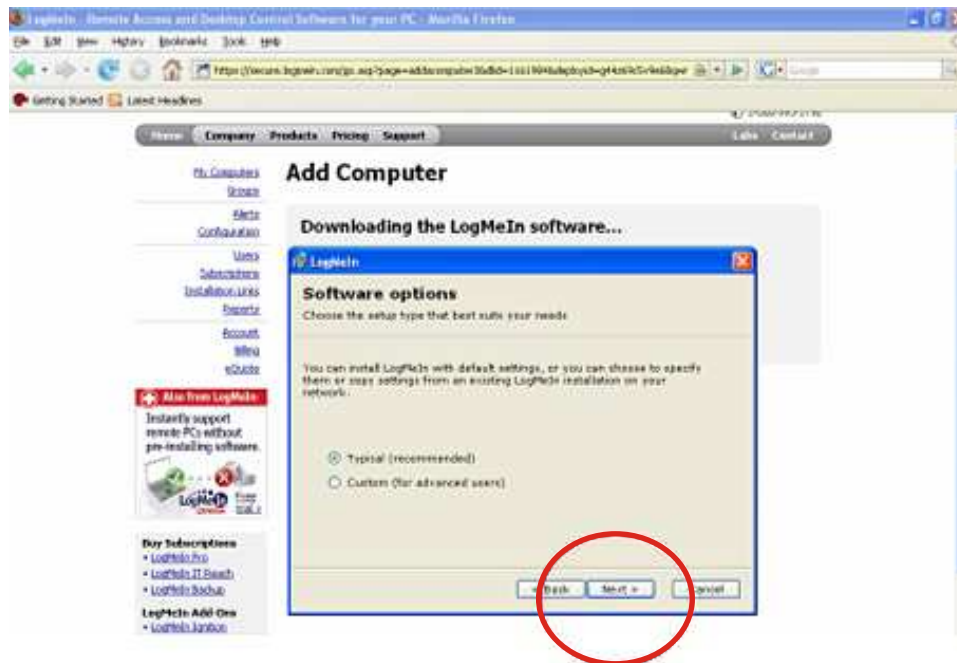 LogMeIn - Remote Access and Desktop Control Software for your PC - Mozilla Firefox
File Edit View History Bookmarks Tools Help
Getting Started Latest Headlines
Home Company Products Pricing Support Labs Contact
My Computers
Groups
Alerts
Configuration
Users
Subscriptions
Installation Links
Reports
Account
Billing
eQuote
Add Computer
Downloading the LogMeIn software...
LogMeIn
Software options
Choose the setup type that best suits your needs
You can install LogMeIn with default settings, or you can choose to specify
them or copy settings from an existing LogMeIn installation on your
network.
Typical (recommended)
Custom (for advanced users)
< Back Next > Cancel
Also from LogMeIn
Instantly support
remote PCs without
pre-installing software.
LogMeIn
Buy Subscriptions
• LogMeIn Pro
• LogMeIn IT Reach
• LogMeIn Backup
LogMeIn Add Ons
• LogMeIn Ignition